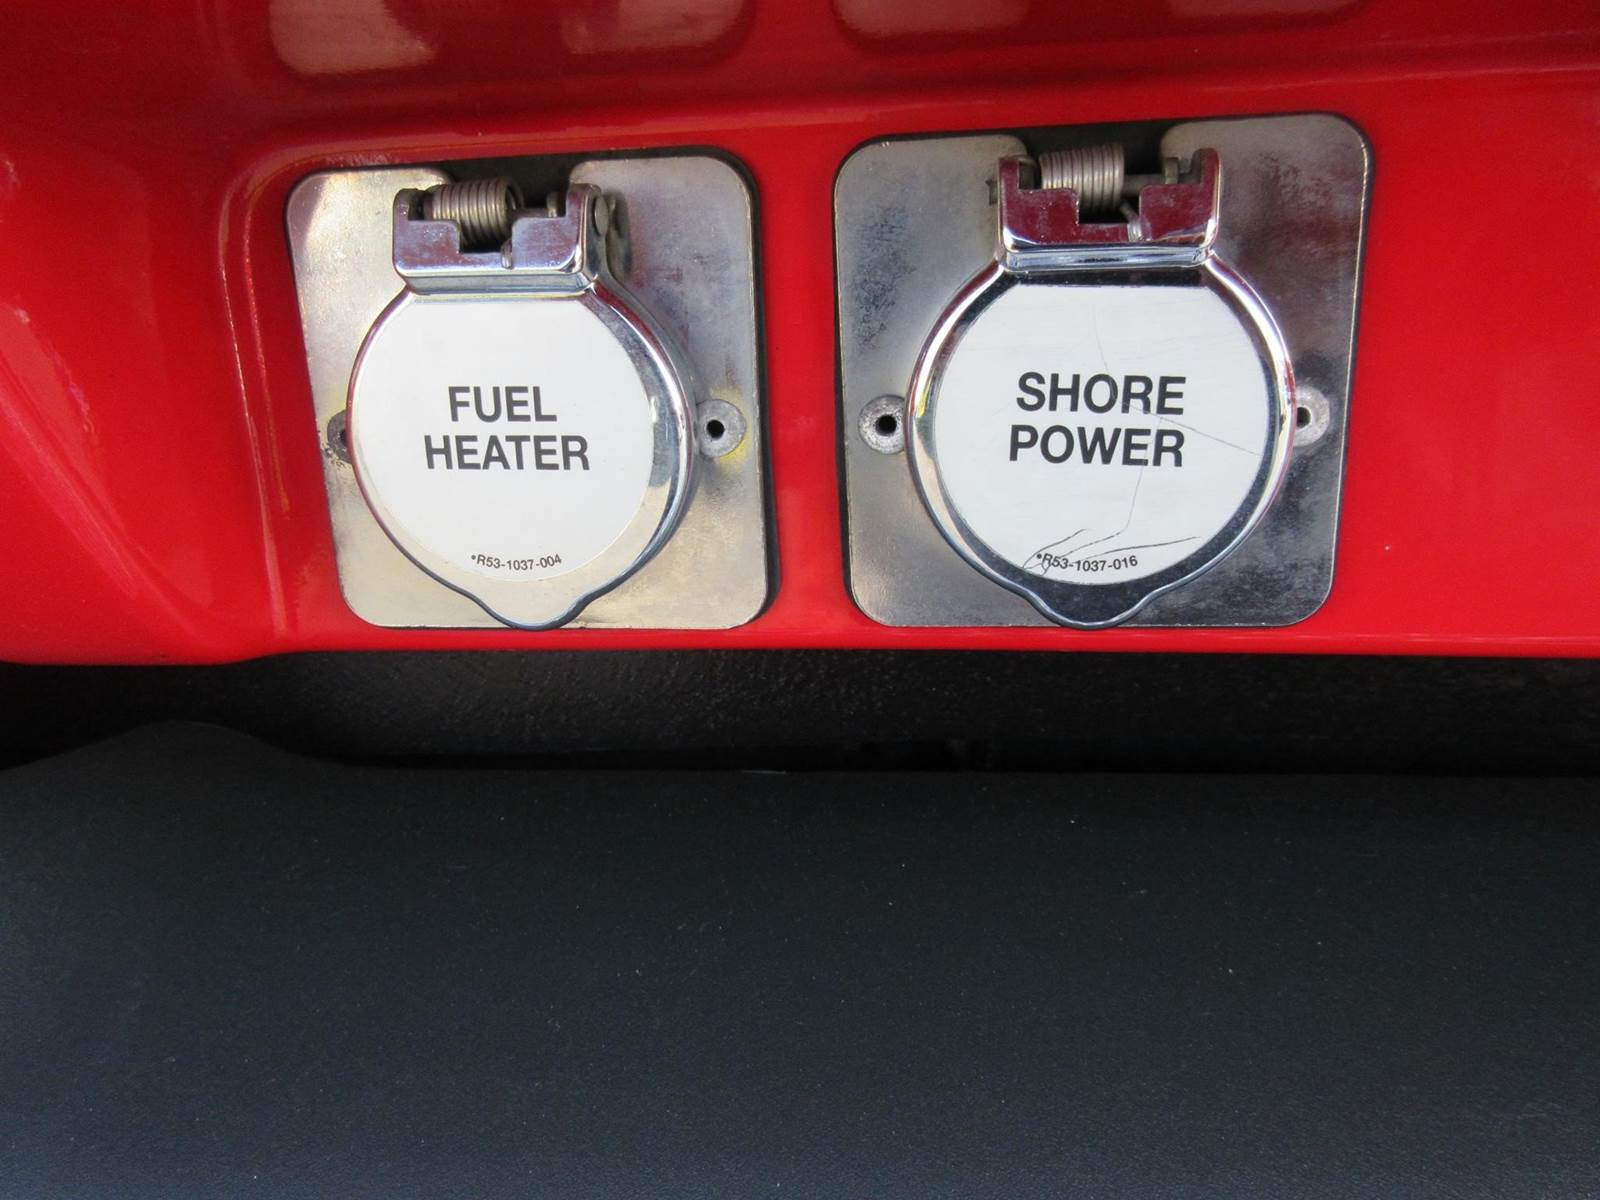 FUEL
HEATER
•R53-1037-004
SHORE
POWER
•R53-1037-016